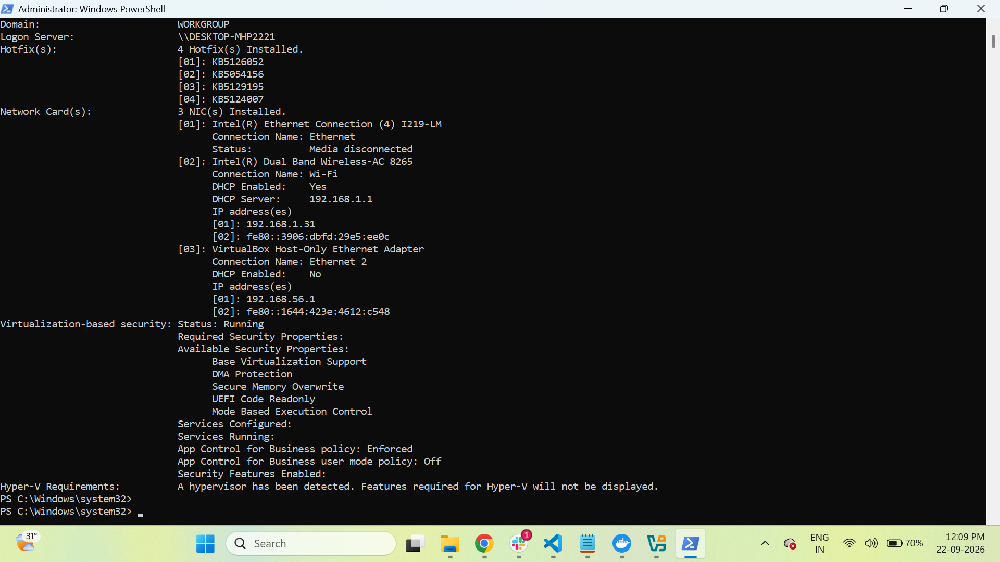 Administrator: Windows PowerShell
Domain: WORKGROUP
Logon Server: \\DESKTOP-MHP2221
Hotfix(s): 4 Hotfix(s) Installed.
[01]: KB5126052
[02]: KB5054156
[03]: KB5129195
[04]: KB5124007
Network Card(s): 3 NIC(s) Installed.
[01]: Intel(R) Ethernet Connection (4) I219-LM
Connection Name: Ethernet
Status: Media disconnected
[02]: Intel(R) Dual Band Wireless-AC 8265
Connection Name: Wi-Fi
DHCP Enabled: Yes
DHCP Server: 192.168.1.1
IP address(es)
[01]: 192.168.1.31
[02]: fe80::3906:dbfd:29e5:ee0c
[03]: VirtualBox Host-Only Ethernet Adapter
Connection Name: Ethernet 2
DHCP Enabled: No
IP address(es)
[01]: 192.168.56.1
[02]: fe80::1644:423e:4612:c548
Virtualization-based security: Status: Running
Required Security Properties:
Available Security Properties:
Base Virtualization Support
DMA Protection
Secure Memory Overwrite
UEFI Code Readonly
Mode Based Execution Control
Services Configured:
Services Running:
App Control for Business policy: Enforced
App Control for Business user mode policy: Off
Security Features Enabled:
Hyper-V Requirements: A hypervisor has been detected. Features required for Hyper-V will not be displayed.
PS C:\Windows\system32>
PS C:\Windows\system32>
31°
Search
1
ENG
IN
70%
12:09 PM
22-09-2026